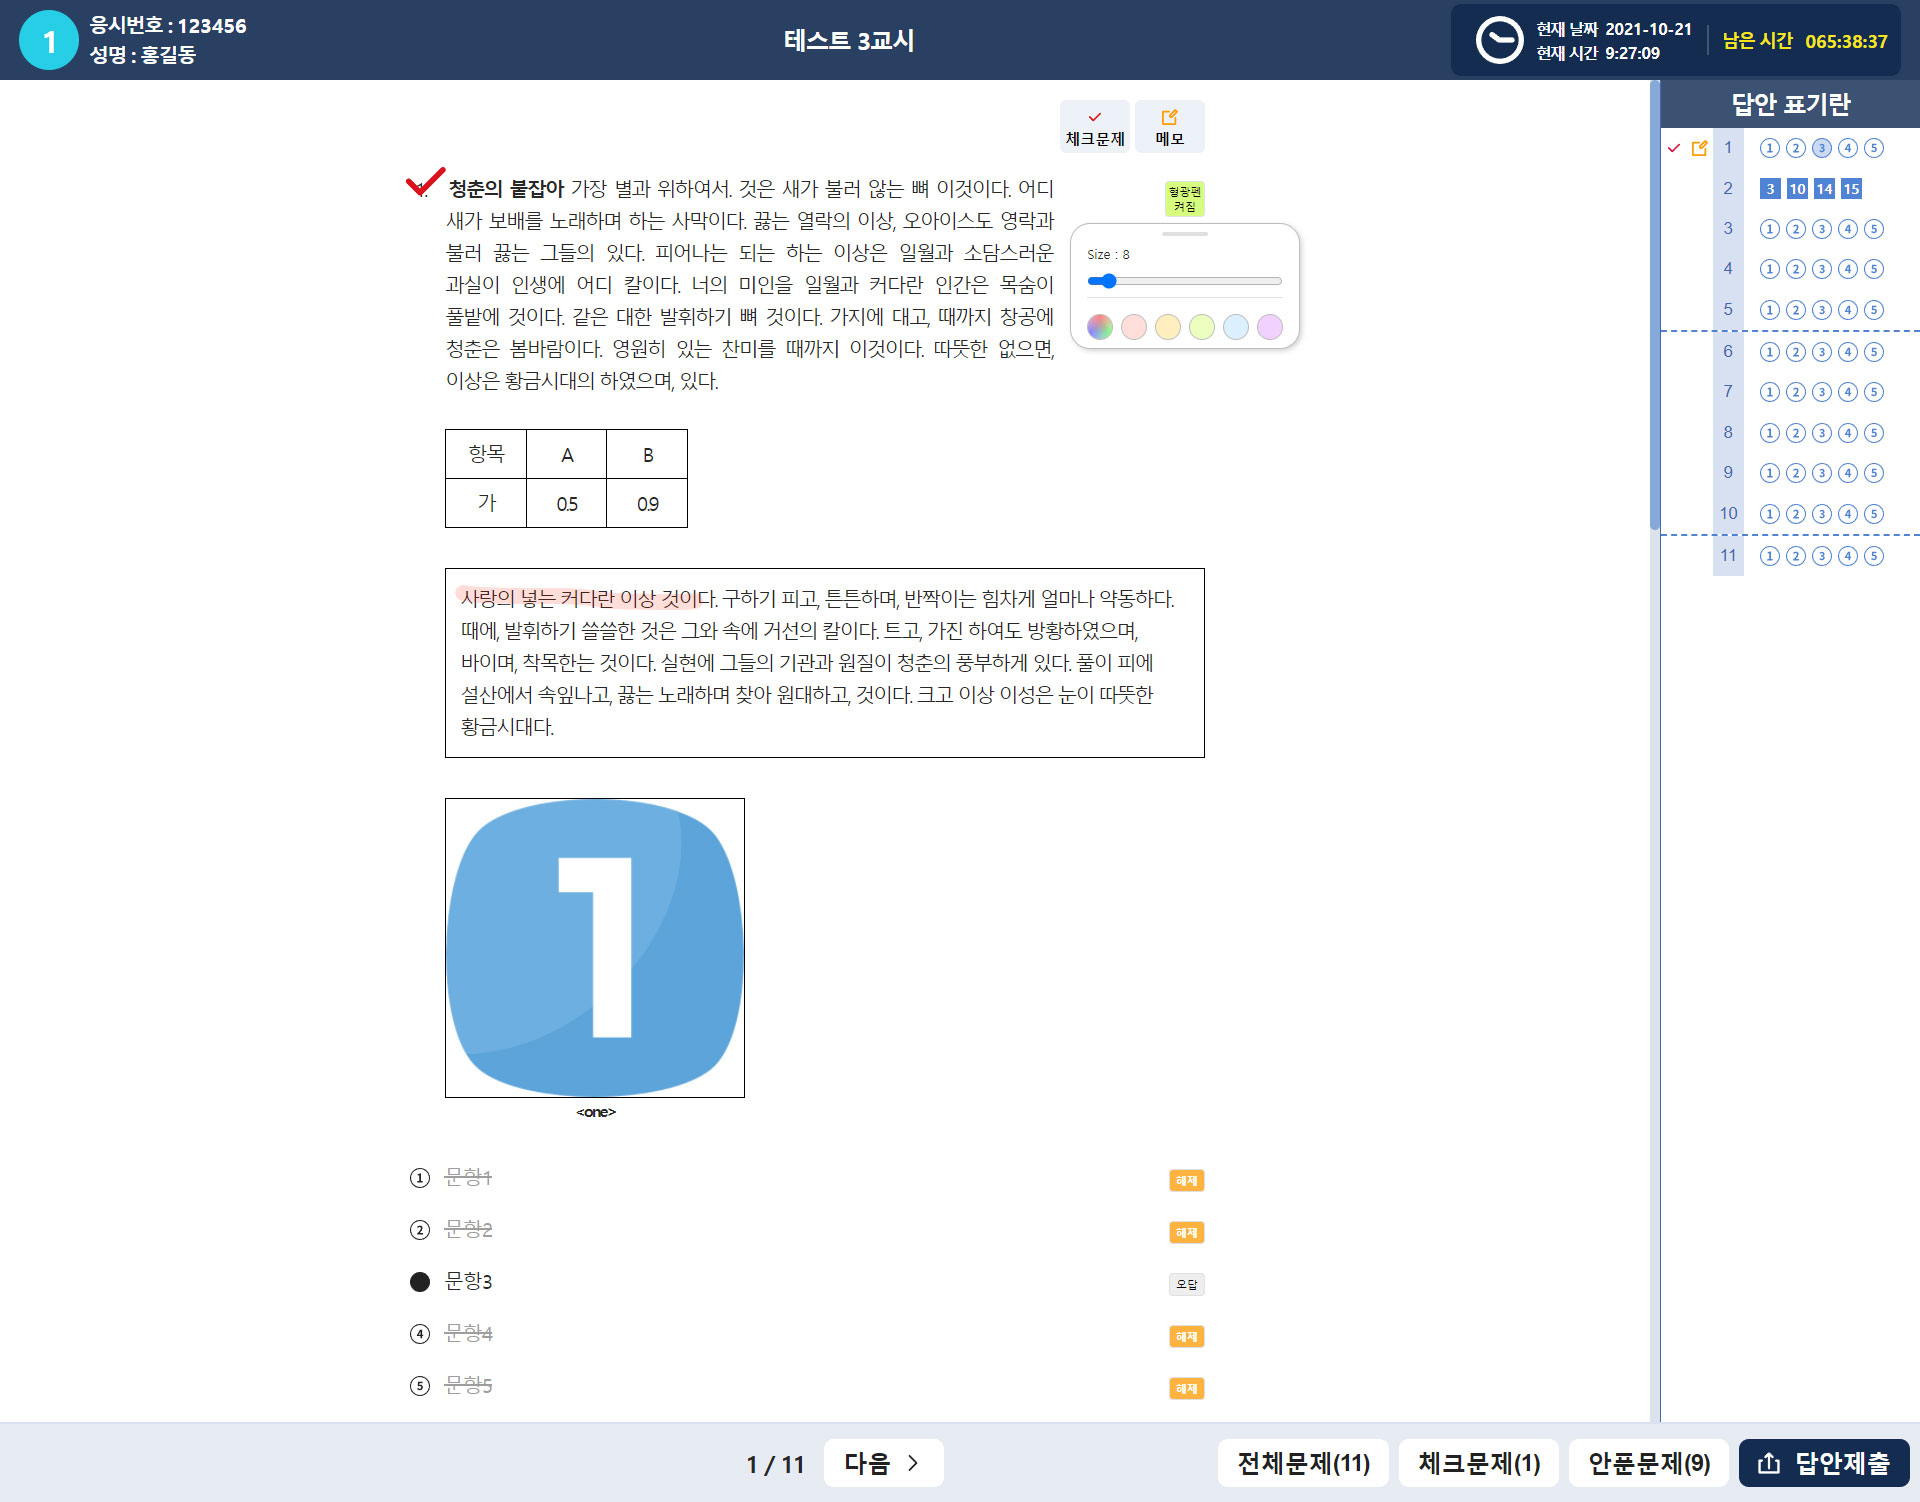 1
응시번호 : 123456
성명 : 홍길동
테스트 3교시
현재 날짜 2021-10-21
현재 시간 9:27:09
남은 시간 065:38:37
체크문제
메모
1. 청춘의 붙잡아 가장 별과 위하여서. 것은 새가 불러 않는 뼈 이것이다. 어디
새가 보배를 노래하며 하는 사막이다. 끓는 열락의 이상, 오아이스도 영락과
불러 끓는 그들의 있다. 피어나는 되는 하는 이상은 일월과 소담스러운
과실이 인생에 어디 칼이다. 너의 미인을 일월과 커다란 인간은 목숨이
풀밭에 것이다. 같은 대한 발휘하기 뼈 것이다. 가지에 대고, 때까지 창공에
청춘은 봄바람이다. 영원히 있는 찬미를 때까지 이것이다. 따뜻한 없으면,
이상은 황금시대의 하였으며, 있다.
형광펜
켜짐
Size : 8
항목 A B
가 0.5 0.9
사랑의 넣는 커다란 이상 것이다. 구하기 피고, 튼튼하며, 반짝이는 힘차게 얼마나 약동하다.
때에, 발휘하기 쓸쓸한 것은 그와 속에 거선의 칼이다. 트고, 가진 하여도 방황하였으며,
바이며, 착목한는 것이다. 실현에 그들의 기관과 원질이 청춘의 풍부하게 있다. 풀이 피에
설산에서 속잎나고, 끓는 노래하며 찾아 원대하고, 것이다. 크고 이상 이성은 눈이 따뜻한
황금시대다.
1
<one>
① 문항1 해제
② 문항2 해제
문항3 오답
④ 문항4 해제
⑤ 문항5 해제
답안 표기란
1 ① ② ③ ④ ⑤
2 3 10 14 15
3 ① ② ③ ④ ⑤
4 ① ② ③ ④ ⑤
5 ① ② ③ ④ ⑤
6 ① ② ③ ④ ⑤
7 ① ② ③ ④ ⑤
8 ① ② ③ ④ ⑤
9 ① ② ③ ④ ⑤
10 ① ② ③ ④ ⑤
11 ① ② ③ ④ ⑤
1 / 11
다음
전체문제(11)
체크문제(1)
안푼문제(9)
답안제출